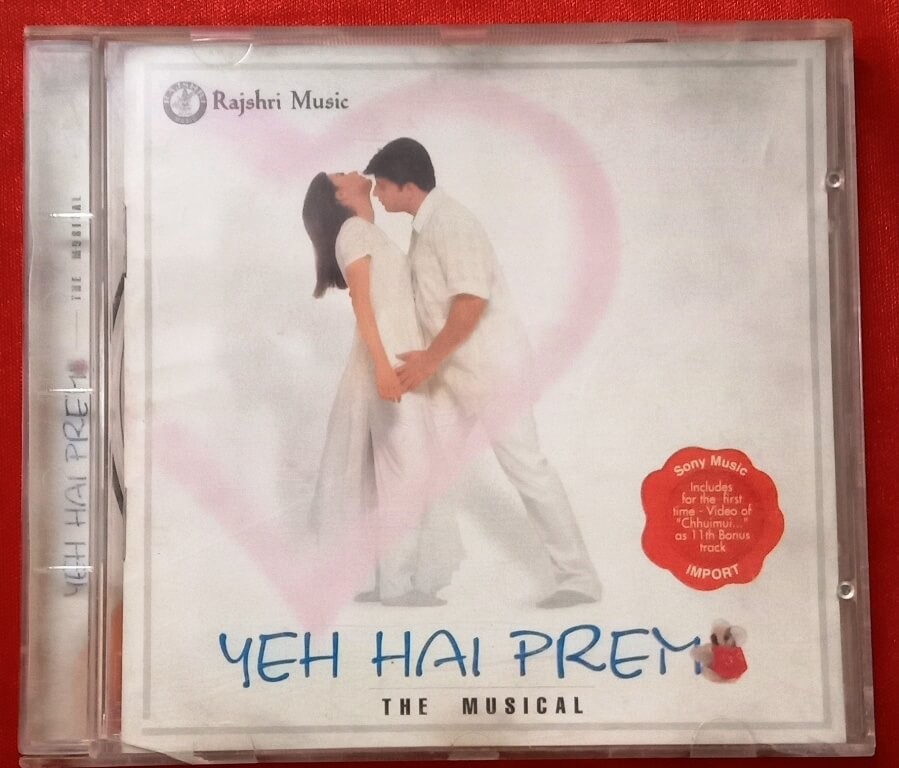 Rajshri Music
YEH HAI PREM
THE MUSICAL
Sony Music
Includes
for the first
time - Video of
"Chhuimui..."
as 11th Bonus
track
IMPORT
YEH HAI PREM
THE MUSICAL